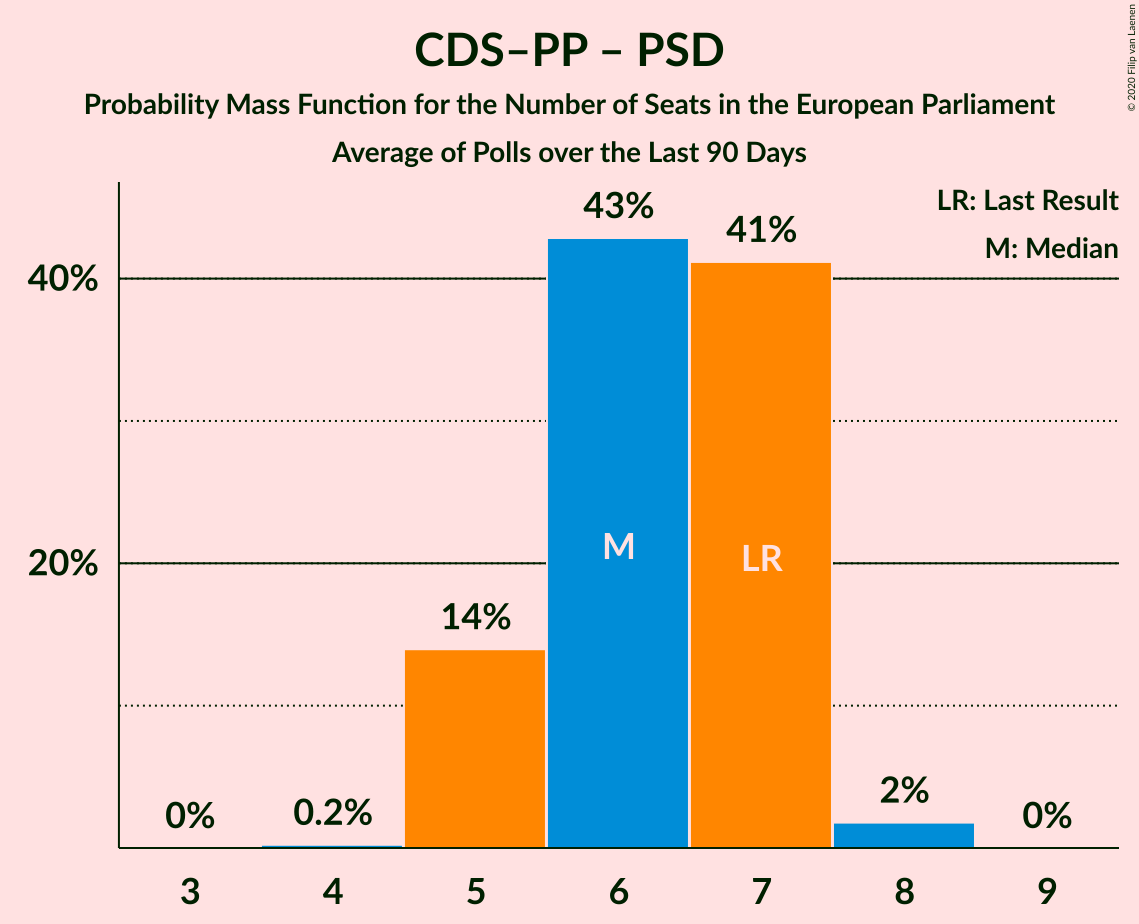 CDS–PP – PSD
Probability Mass Function for the Number of Seats in the European Parliament
Average of Polls over the Last 90 Days
© 2020 Filip van Laenen
LR: Last Result
M: Median
43%
41%
40%
M
LR
20%
14%
2%
0%
0.2%
0%
3
4
5
6
7
8
9